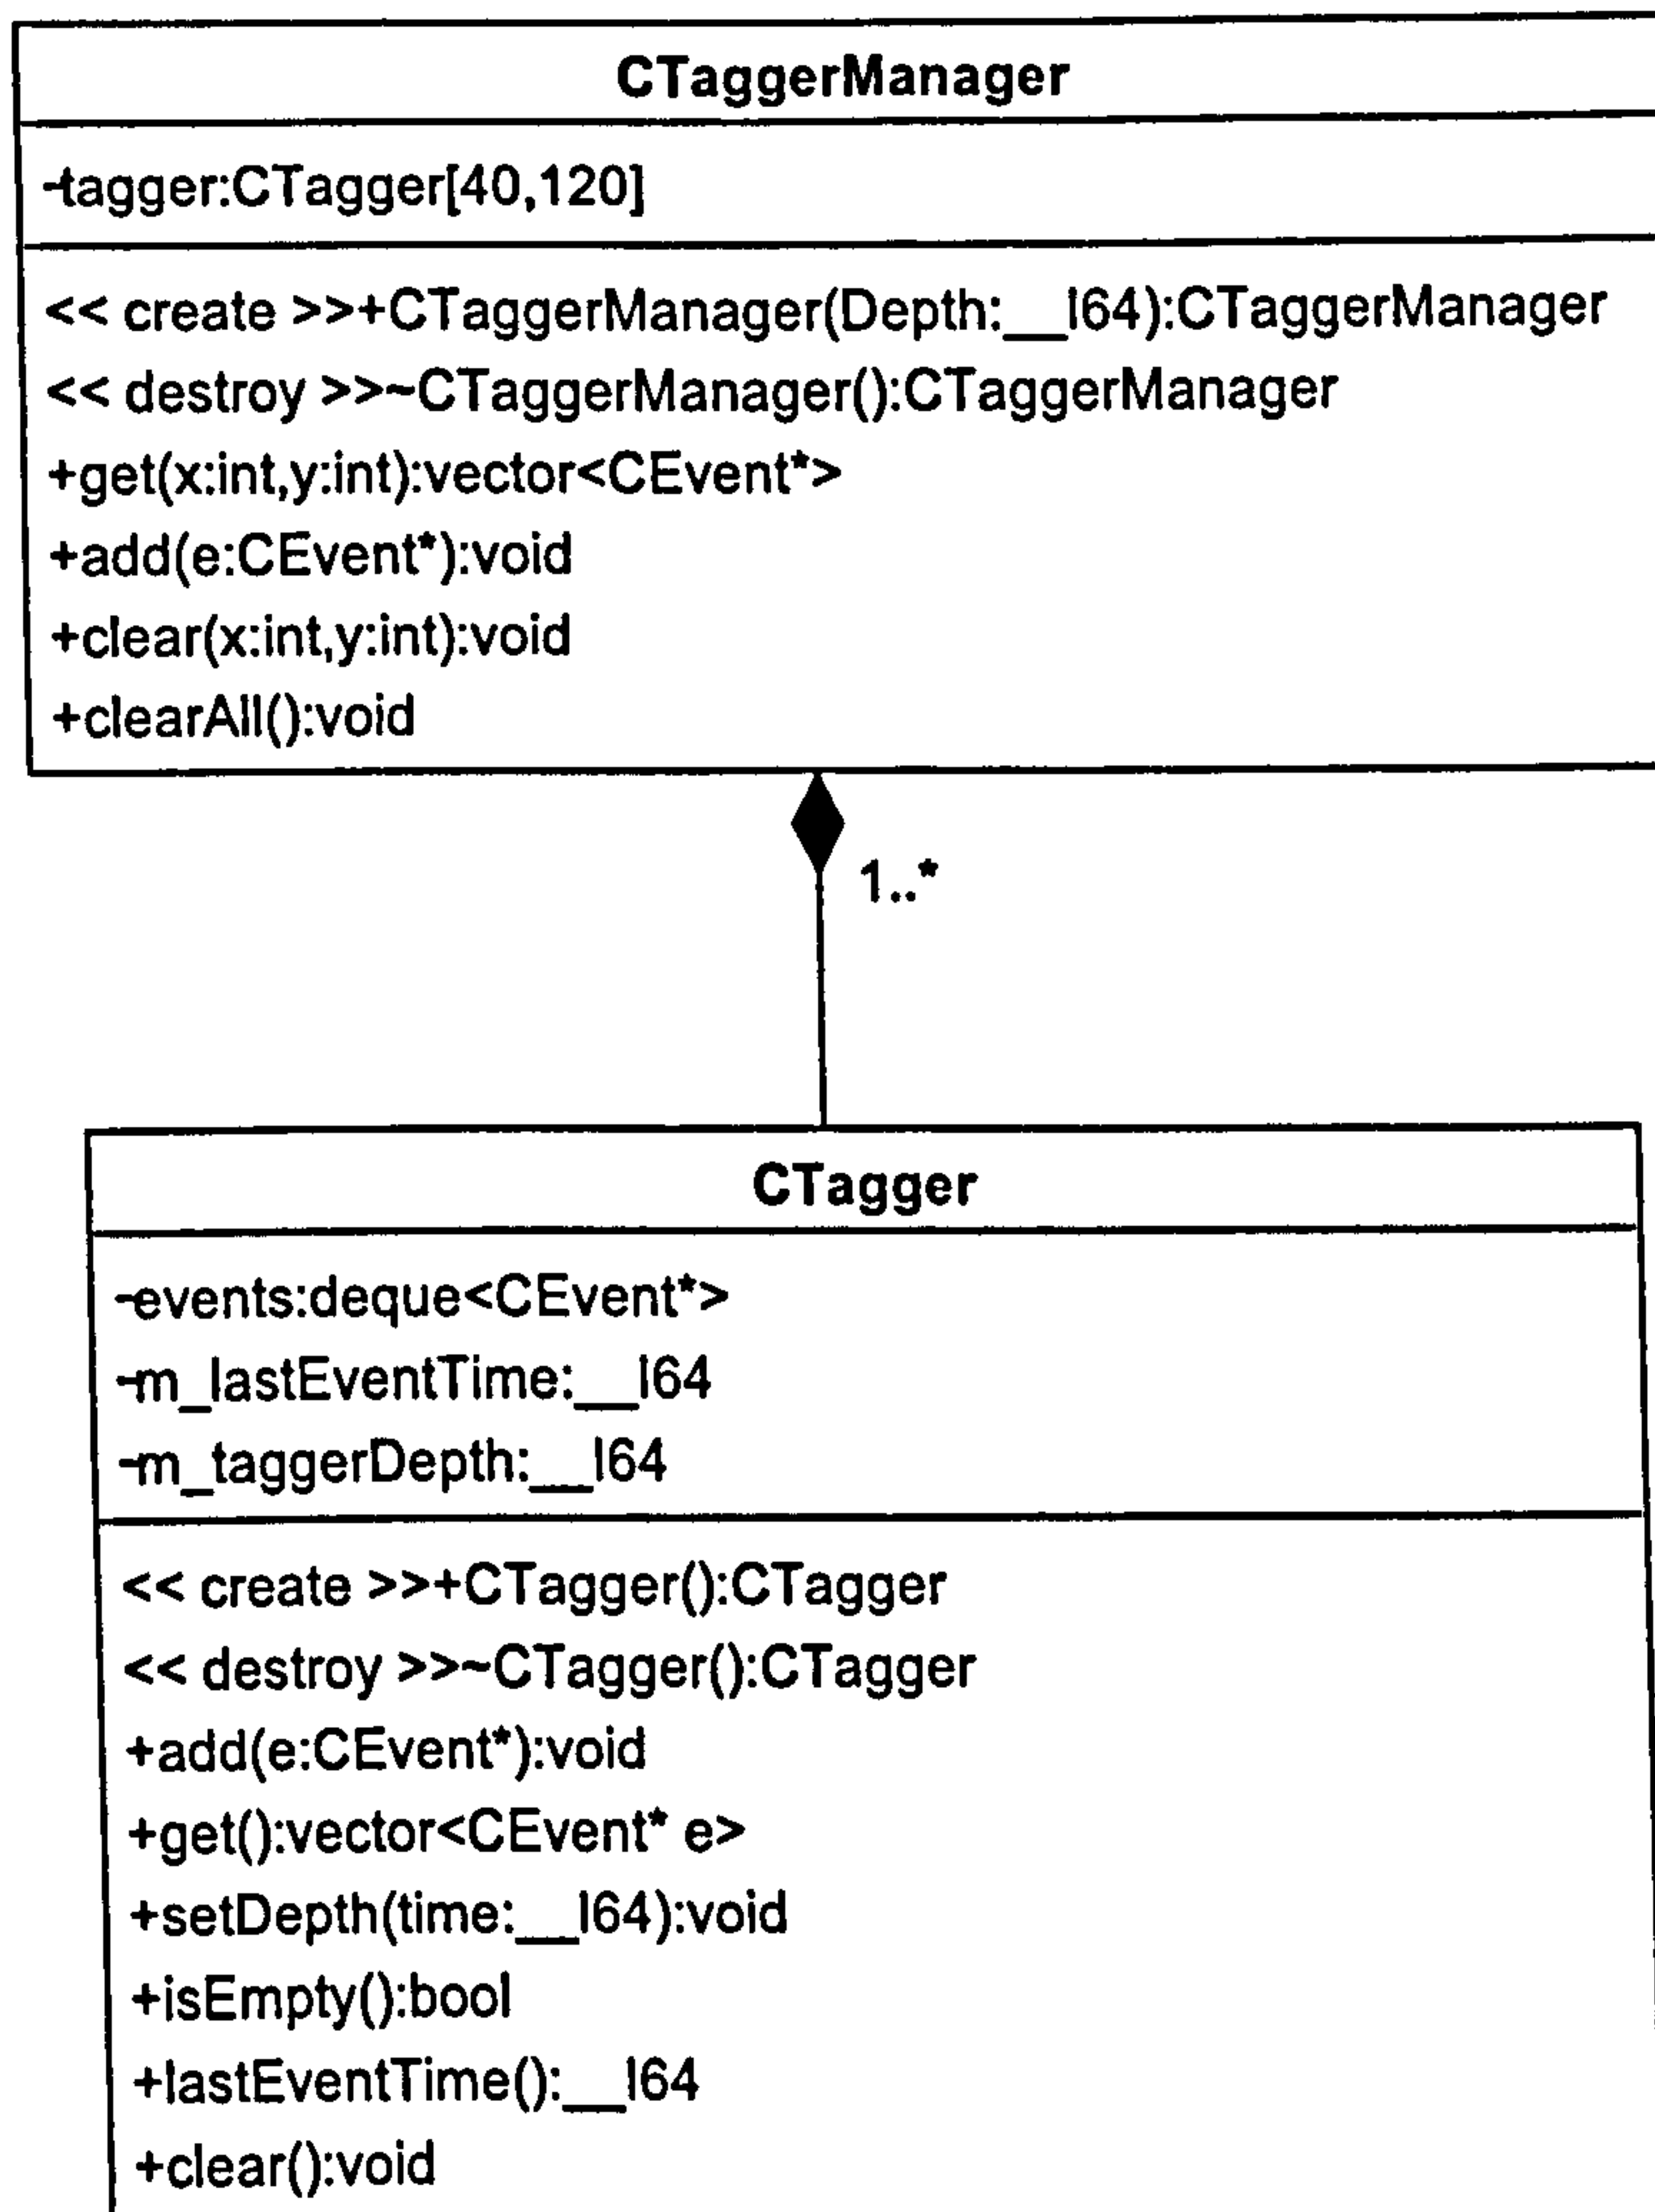 CTaggerManager
-tagger:CTagger[40,120]
<< create >>+CTaggerManager(Depth:__I64):CTaggerManager
<< destroy >>~CTaggerManager():CTaggerManager
+get(x:int,y:int):vector<CEvent*>
+add(e:CEvent*):void
+clear(x:int,y:int):void
+clearAll():void
1..*
CTagger
-events:deque<CEvent*>
-m_lastEventTime:__I64
-m_taggerDepth:__I64
<< create >>+CTagger():CTagger
<< destroy >>~CTagger():CTagger
+add(e:CEvent*):void
+get():vector<CEvent* e>
+setDepth(time:__I64):void
+isEmpty():bool
+lastEventTime():__I64
+clear():void